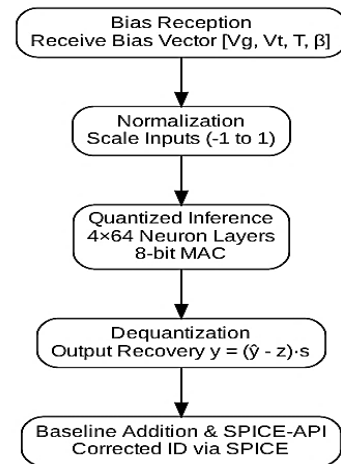 Bias Reception
Receive Bias Vector [Vg, Vt, T, β]
Normalization
Scale Inputs (-1 to 1)
Quantized Inference
4×64 Neuron Layers
8-bit MAC
Dequantization
Output Recovery y = (ŷ - z)·s
Baseline Addition & SPICE-API
Corrected ID via SPICE